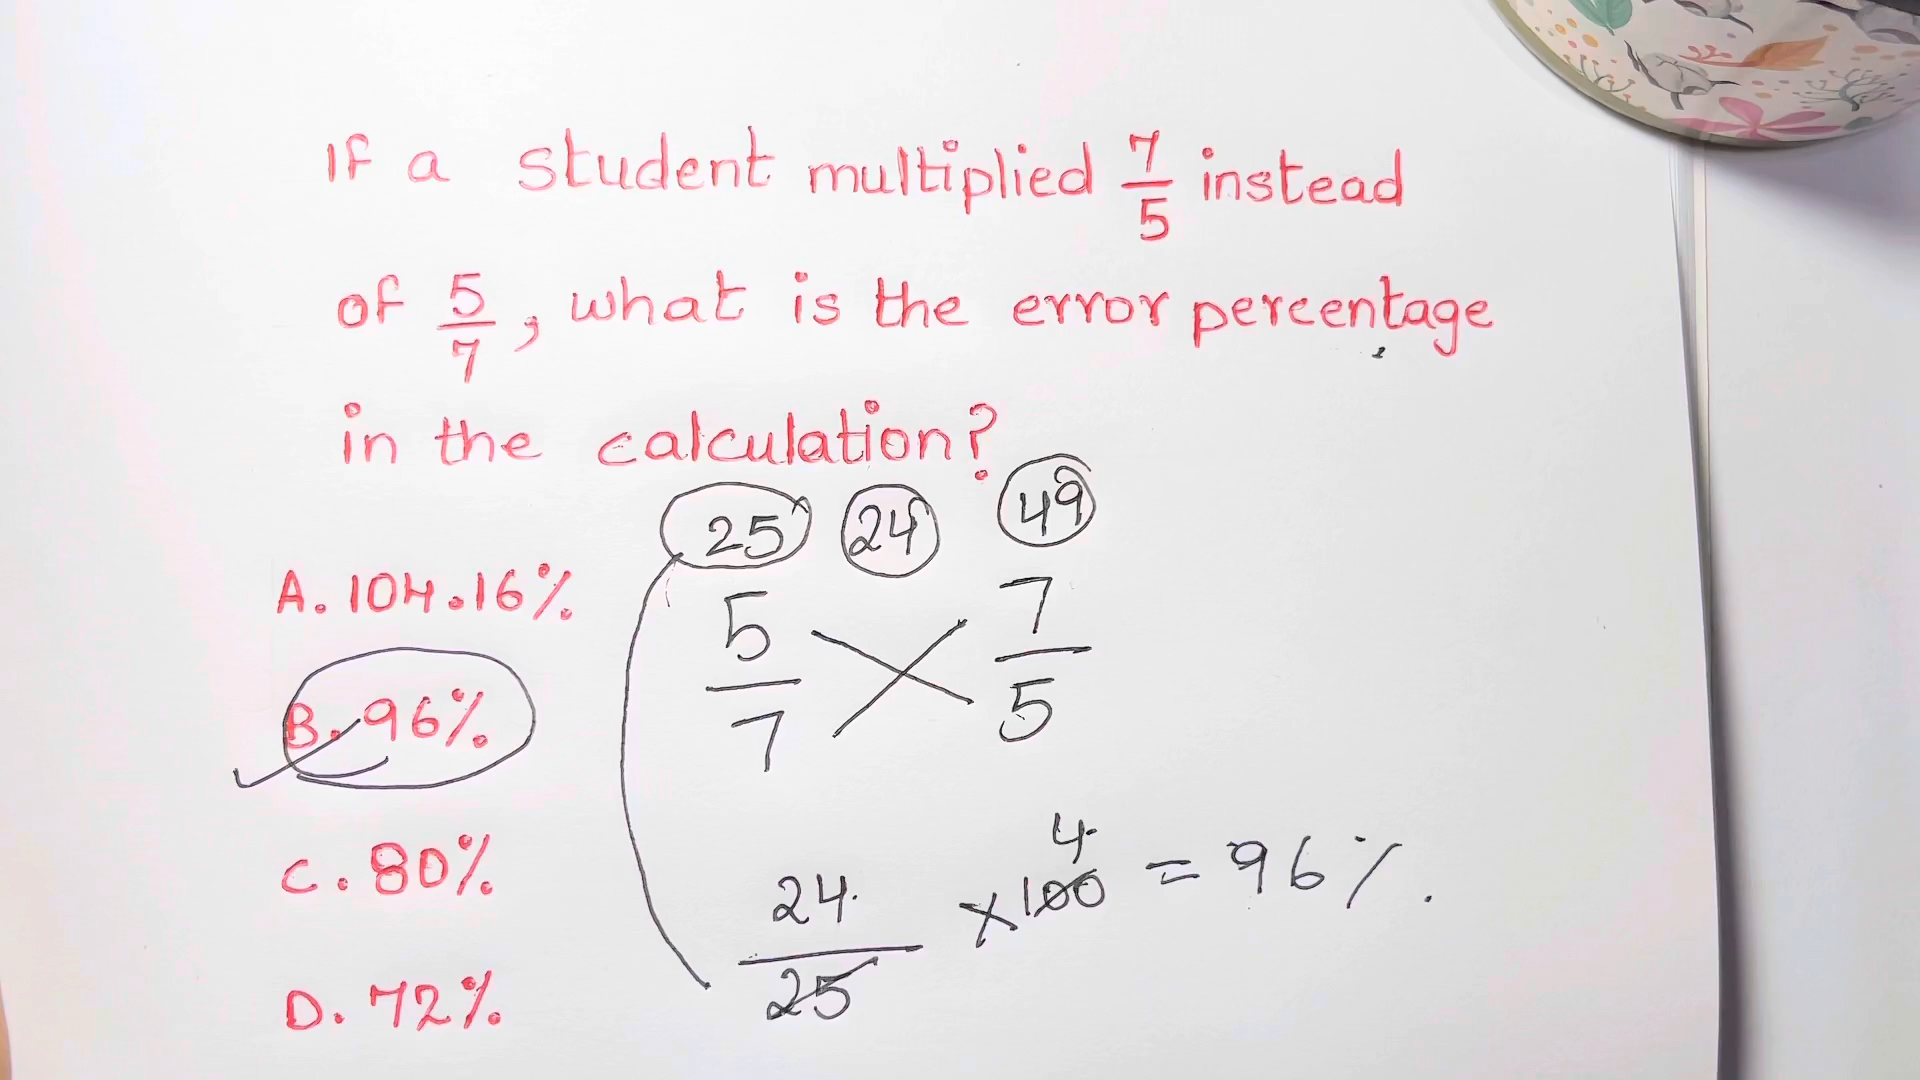 If a student multiplied 7/5 instead
of 5/7, what is the error percentage
in the calculation?
25 24 49
A. 104.16%
5/7 × 7/5
B. 96%
C. 80%
24/25 × 100 4 = 96%.
D. 72%